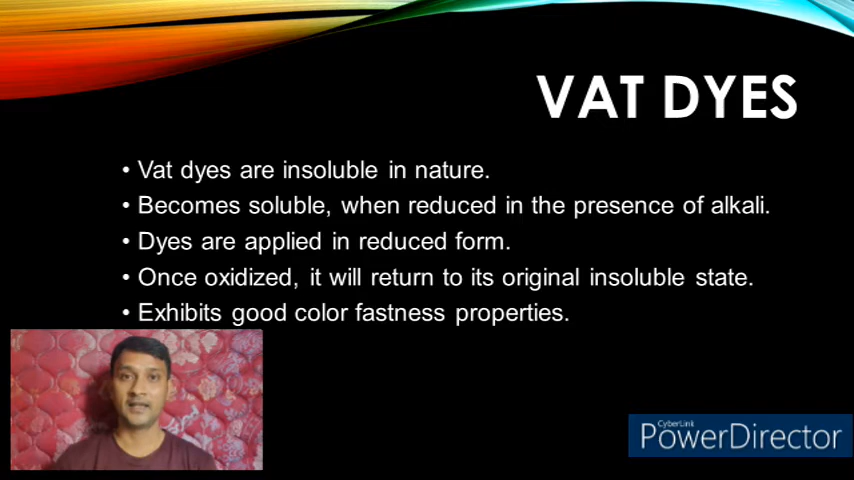 VAT DYES
• Vat dyes are insoluble in nature.
• Becomes soluble, when reduced in the presence of alkali.
• Dyes are applied in reduced form.
• Once oxidized, it will return to its original insoluble state.
• Exhibits good color fastness properties.
CyberLink
PowerDirector